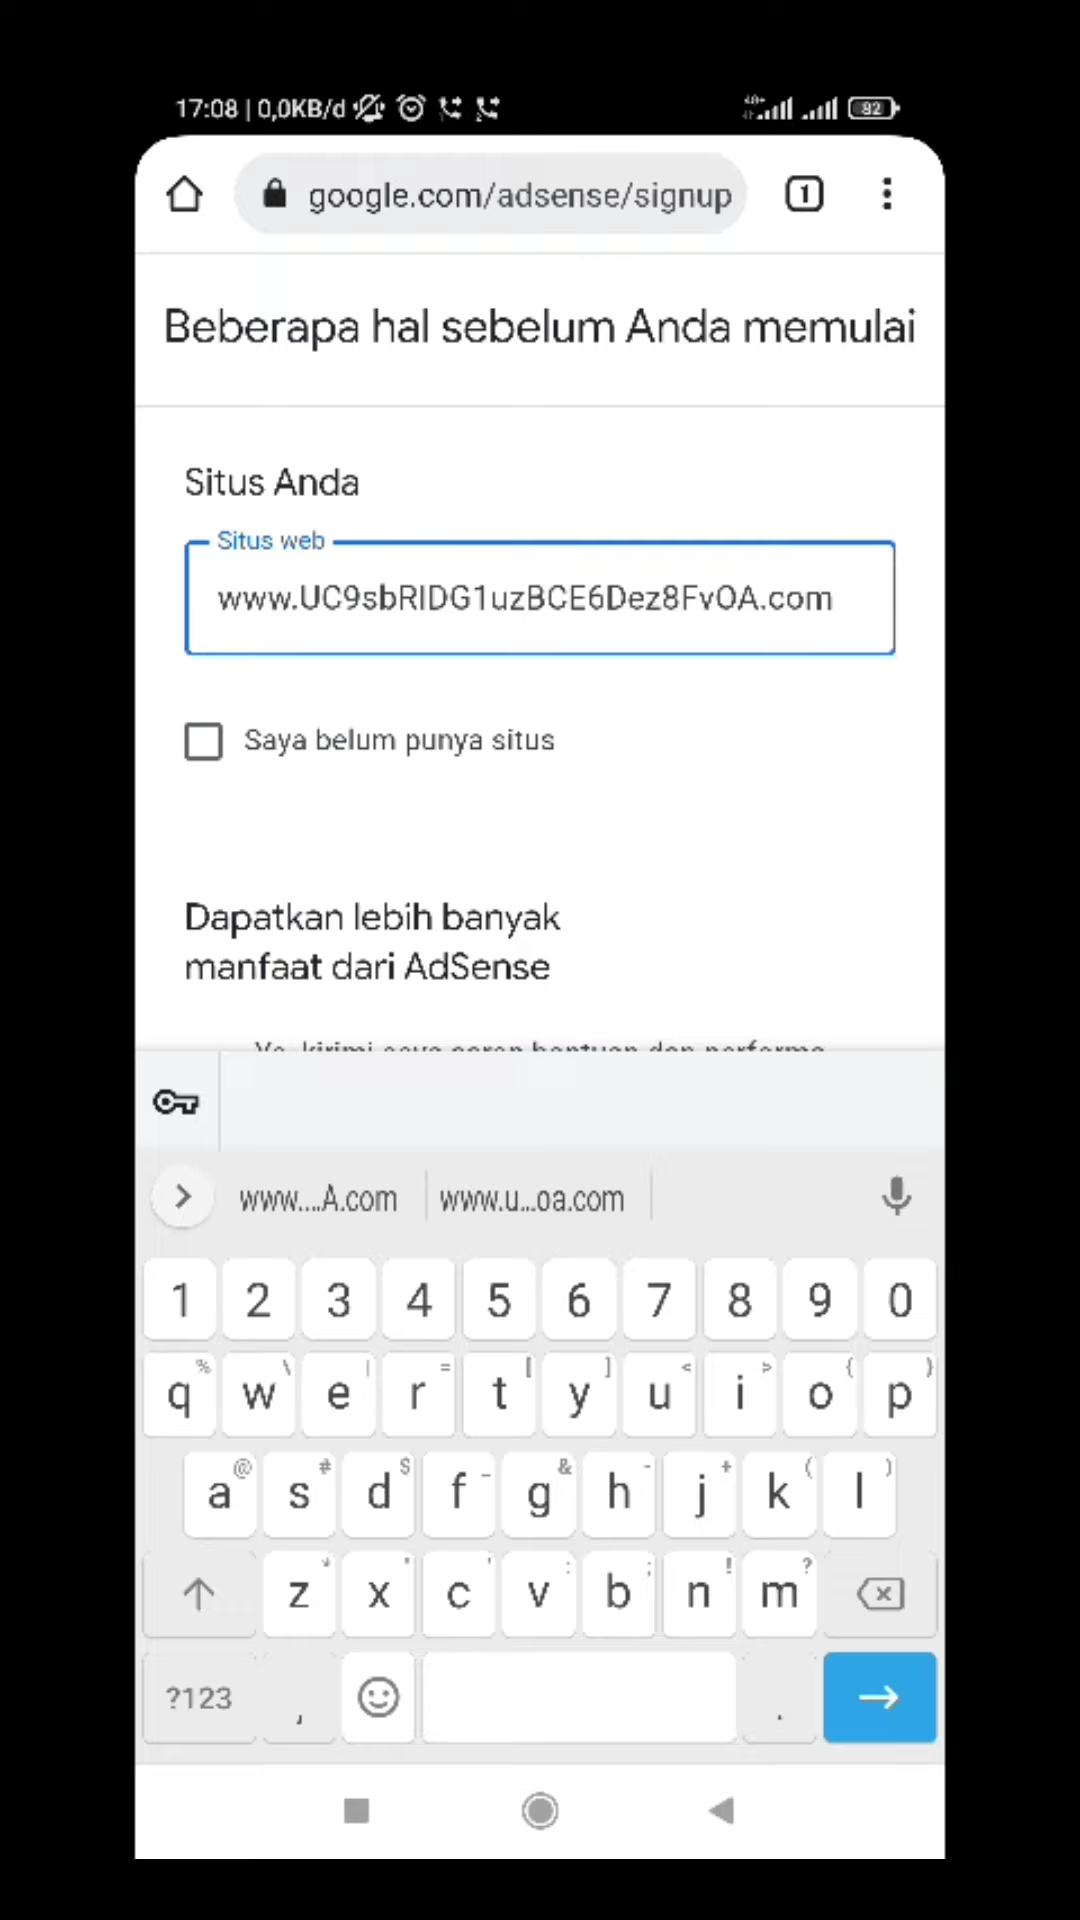 17:08 | 0,0KB/d
82
google.com/adsense/signup
1
Beberapa hal sebelum Anda memulai
Situs Anda
Situs web
www.UC9sbRIDG1uzBCE6Dez8FvOA.com
Saya belum punya situs
Dapatkan lebih banyak
manfaat dari AdSense
www....A.com
www.u...oa.com
1 2 3 4 5 6 7 8 9 0
q w e r t y u i o p
a s d f g h j k l
z x c v b n m
?123 , .